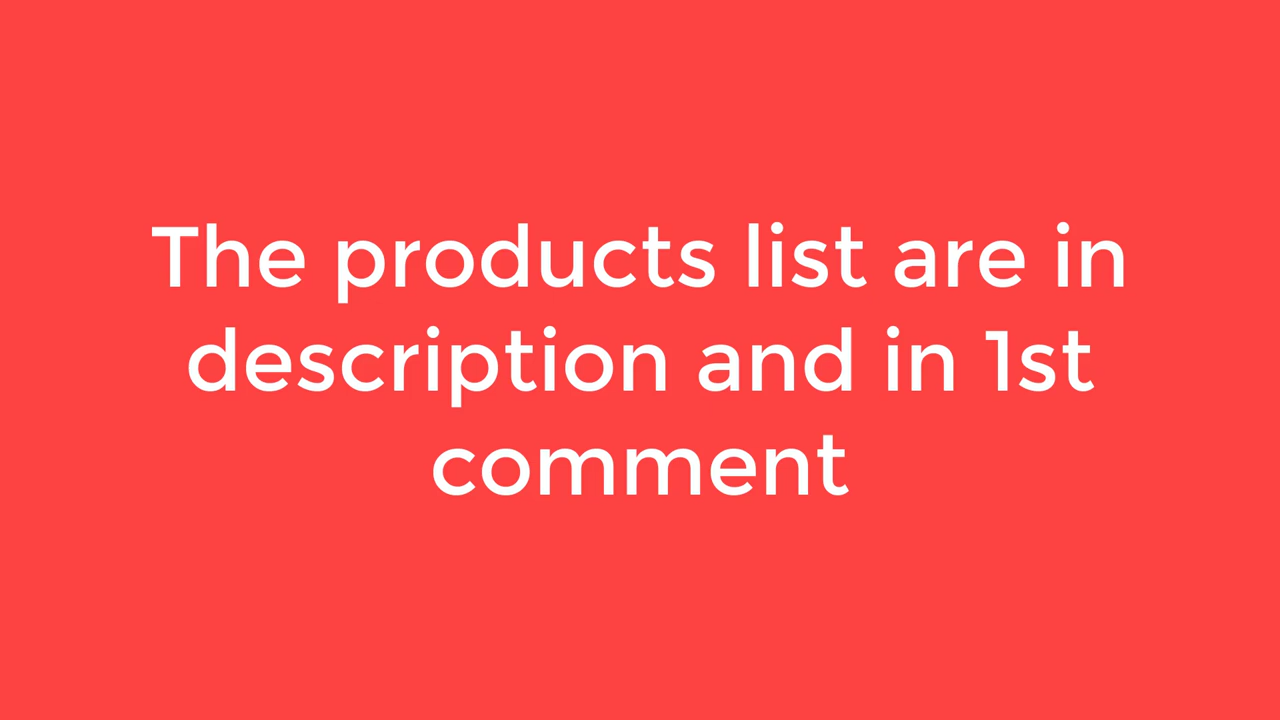 The products list are in
description and in 1st
comment